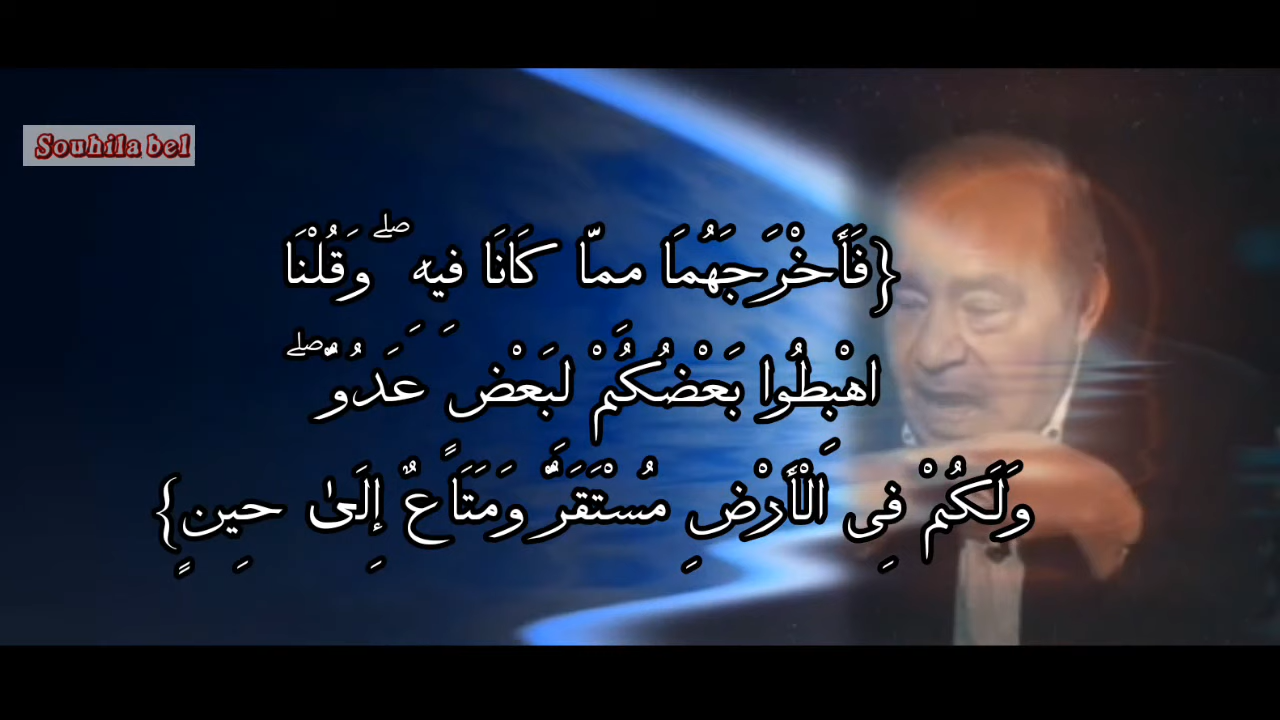 Souhila bel
{فَأَخْرَجَهُمَا مِمَّا كَانَا فِيهِ ۖ وَقُلْنَا
اهْبِطُوا بَعْضُكُمْ لِبَعْضٍ عَدُوٌّ ۖ
وَلَكُمْ فِى الْأَرْضِ مُسْتَقَرٌّ وَمَتَاعٌ إِلَىٰ حِينٍ}